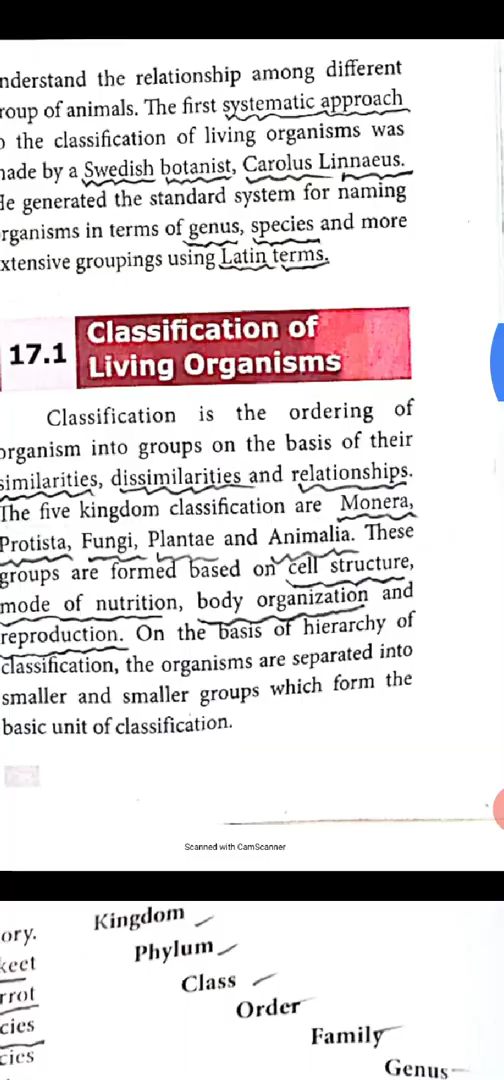 nderstand the relationship among different
roup of animals. The first systematic approach
o the classification of living organisms was
nade by a Swedish botanist, Carolus Linnaeus.
He generated the standard system for naming
rganisms in terms of genus, species and more
xtensive groupings using Latin terms.
17.1 Classification of
Living Organisms
Classification is the ordering of
organism into groups on the basis of their
similarities, dissimilarities and relationships.
The five kingdom classification are Monera,
Protista, Fungi, Plantae and Animalia. These
groups are formed based on cell structure,
mode of nutrition, body organization and
reproduction. On the basis of hierarchy of
classification, the organisms are separated into
smaller and smaller groups which form the
basic unit of classification.
Scanned with CamScanner
ory.
keet
rrot
cies
cies
Kingdom
Phylum
Class
Order
Family
Genus